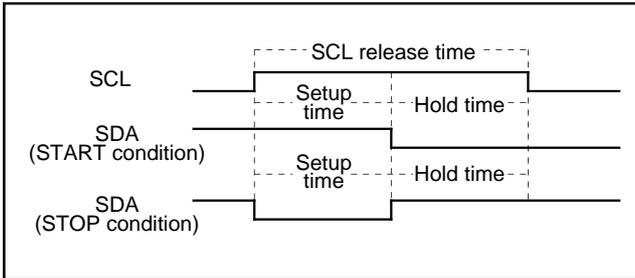 SCL release time
SCL
Setup
time
Hold time
SDA
(START condition)
Setup
time
Hold time
SDA
(STOP condition)